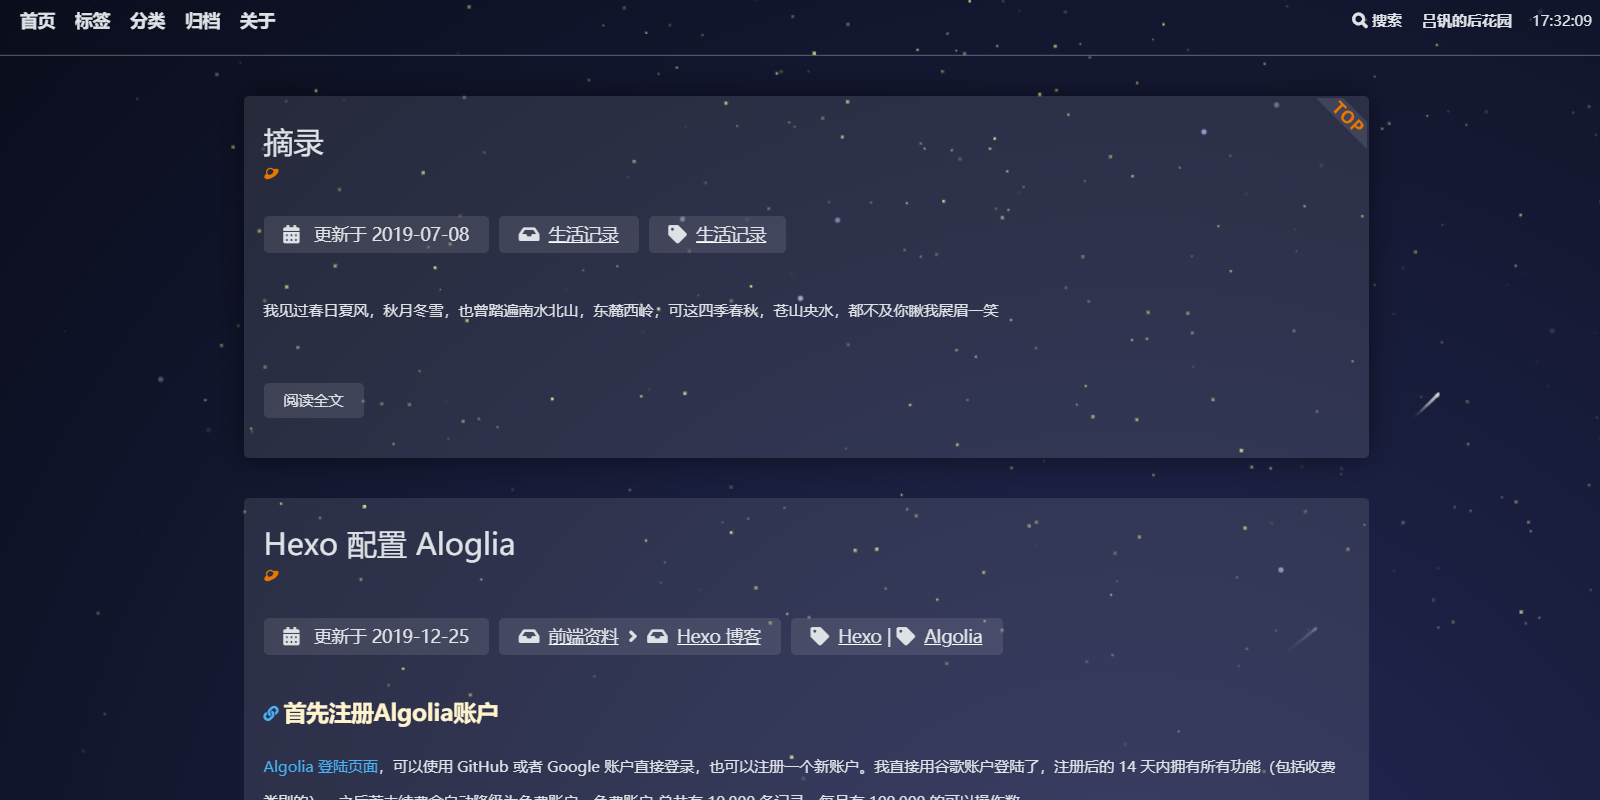 首页 标签 分类 归档 关于 搜索 吕钒的后花园 17:32:09
TOP
摘录
更新于 2019-07-08 生活记录 生活记录
我见过春日夏风，秋月冬雪，也曾踏遍南水北山，东麓西岭；可这四季春秋，苍山央水，都不及你瞅我展眉一笑
阅读全文
Hexo 配置 Aloglia
更新于 2019-12-25 前端资料 Hexo 博客 Hexo | Algolia
首先注册Algolia账户
Algolia 登陆页面，可以使用 GitHub 或者 Google 账户直接登录，也可以注册一个新账户。我直接用谷歌账户登陆了，注册后的 14 天内拥有所有功能（包括收费